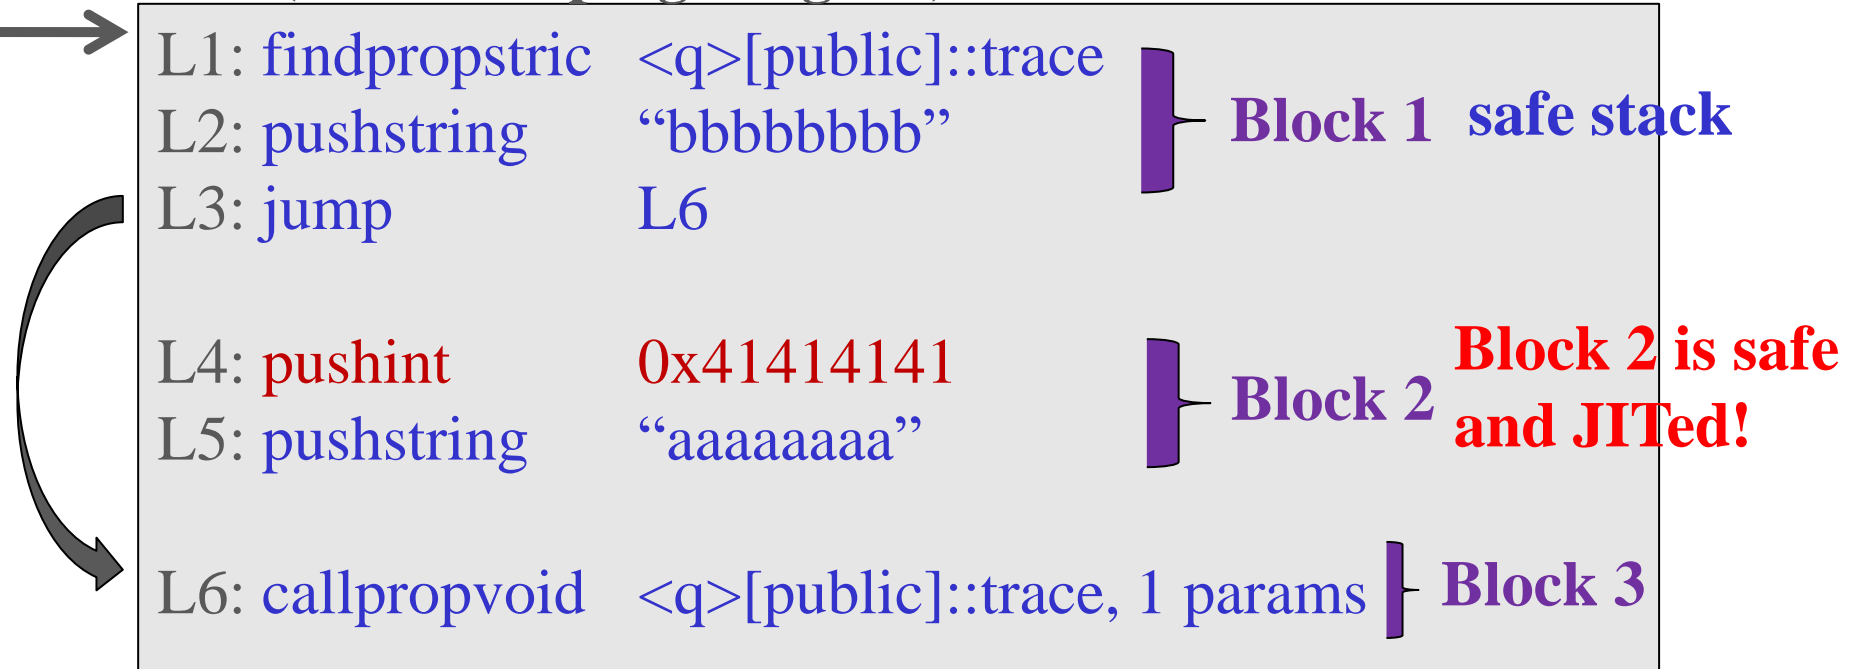 L1: findpropstric <q>[public]::trace
Block 1 safe stack
L2: pushstring “bbbbbbbb”
L3: jump L6
L4: pushint 0x41414141
Block 2 Block 2 is safe
and JITed!
L5: pushstring “aaaaaaaa”
L6: callpropvoid <q>[public]::trace, 1 params
Block 3